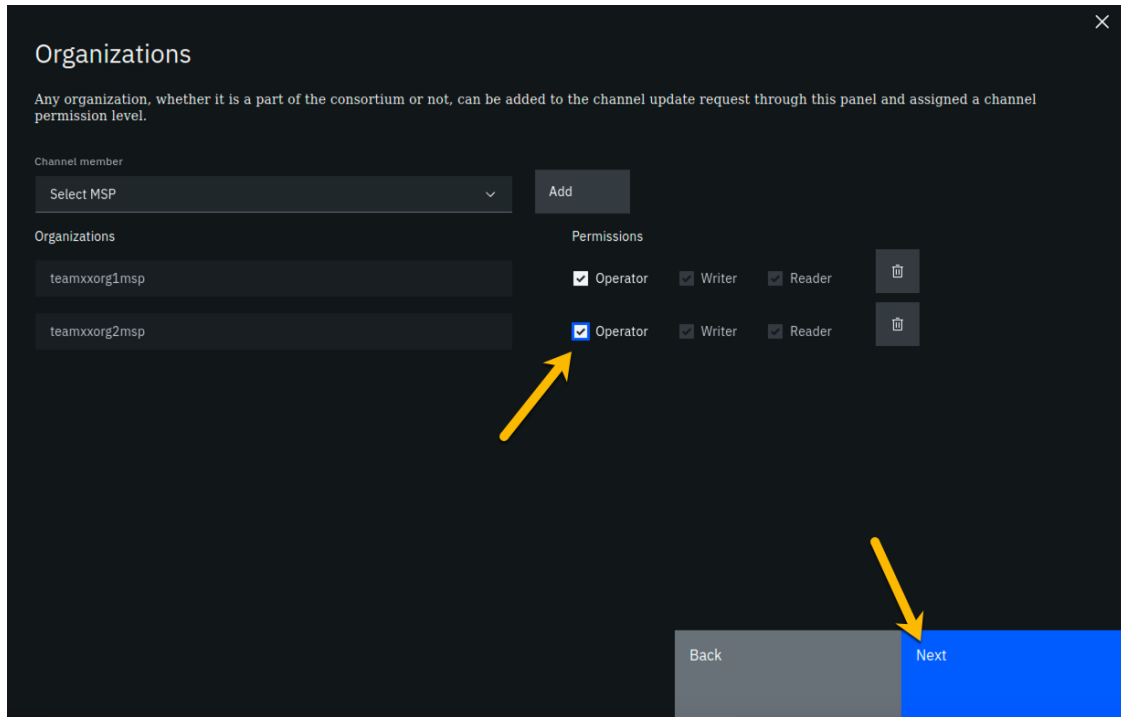 Organizations
Any organization, whether it is a part of the consortium or not, can be added to the channel update request through this panel and assigned a channel
permission level.
Channel member
Select MSP
Add
Organizations
Permissions
teamxxorg1msp
Operator
Writer
Reader
teamxxorg2msp
Operator
Writer
Reader
Back
Next